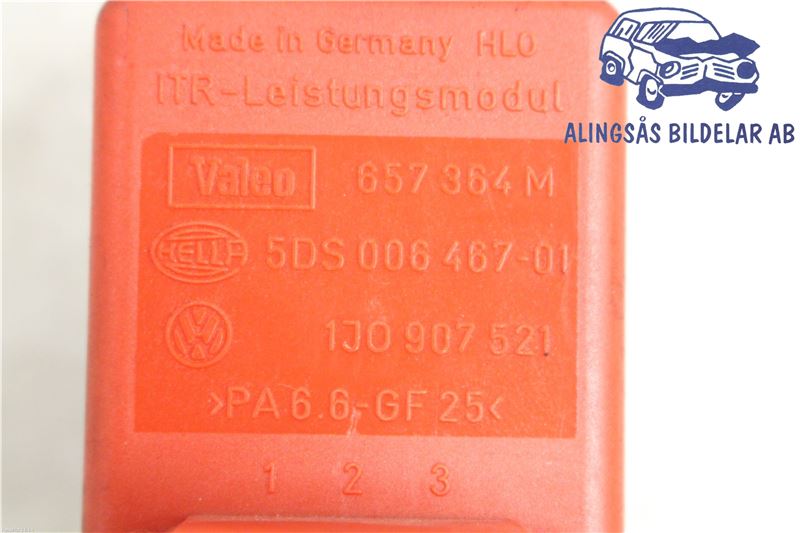 Made in Germany HLO
ITR-Leistungsmodul
ALINGSÅS BILDELAR AB
Valeo 657 364 M
HELLA 5DS 006 467-01
VW 1J0 907 521
>PA 6.6-GF 25<
1 2 3